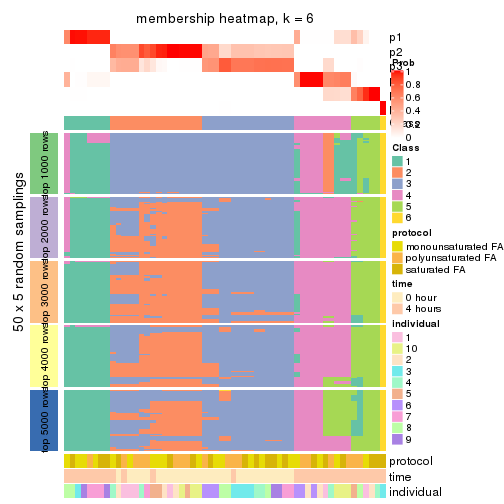 membership heatmap, k = 6
p1
p2
p3
Prob
1
0.8
0.6
0.4
0.2
0
Class
1
2
3
4
5
6
protocol
monounsaturated FA
polyunsaturated FA
saturated FA
time
0 hour
4 hours
individual
1
10
2
3
4
5
6
7
8
9
50 x 5 random samplings
top 1000 rows
top 2000 rows
top 3000 rows
top 4000 rows
top 5000 rows
protocol
time
individual